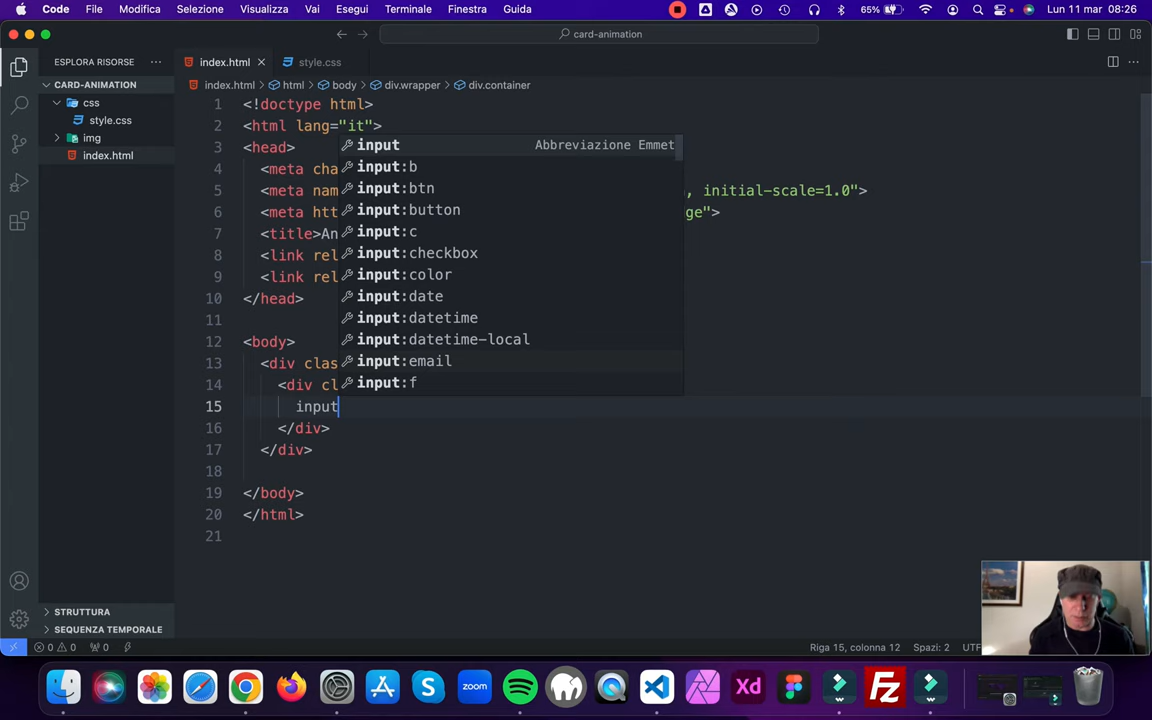 Code File Modifica Selezione Visualizza Vai Esegui Terminale Finestra Guida 65% Lun 11 mar 08:26
card-animation
ESPLORA RISORSE ···
index.html
style.css
CARD-ANIMATION
css
style.css
img
index.html
index.html > html > body > div.wrapper > div.container
1 <!doctype html>
2 <html lang="it">
3 <head>
4 <meta cha
5 <meta nam , initial-scale=1.0">
6 <meta htt ge">
7 <title>An
8 <link rel
9 <link rel
10 </head>
11
12 <body>
13 <div clas
14 <div cl
15 input
16 </div>
17 </div>
18
19 </body>
20 </html>
21
input Abbreviazione Emmet
input:b
input:btn
input:button
input:c
input:checkbox
input:color
input:date
input:datetime
input:datetime-local
input:email
input:f
STRUTTURA
SEQUENZA TEMPORALE
0 0 0 Riga 15, colonna 12 Spazi: 2 UTF
zoom Xd Fz